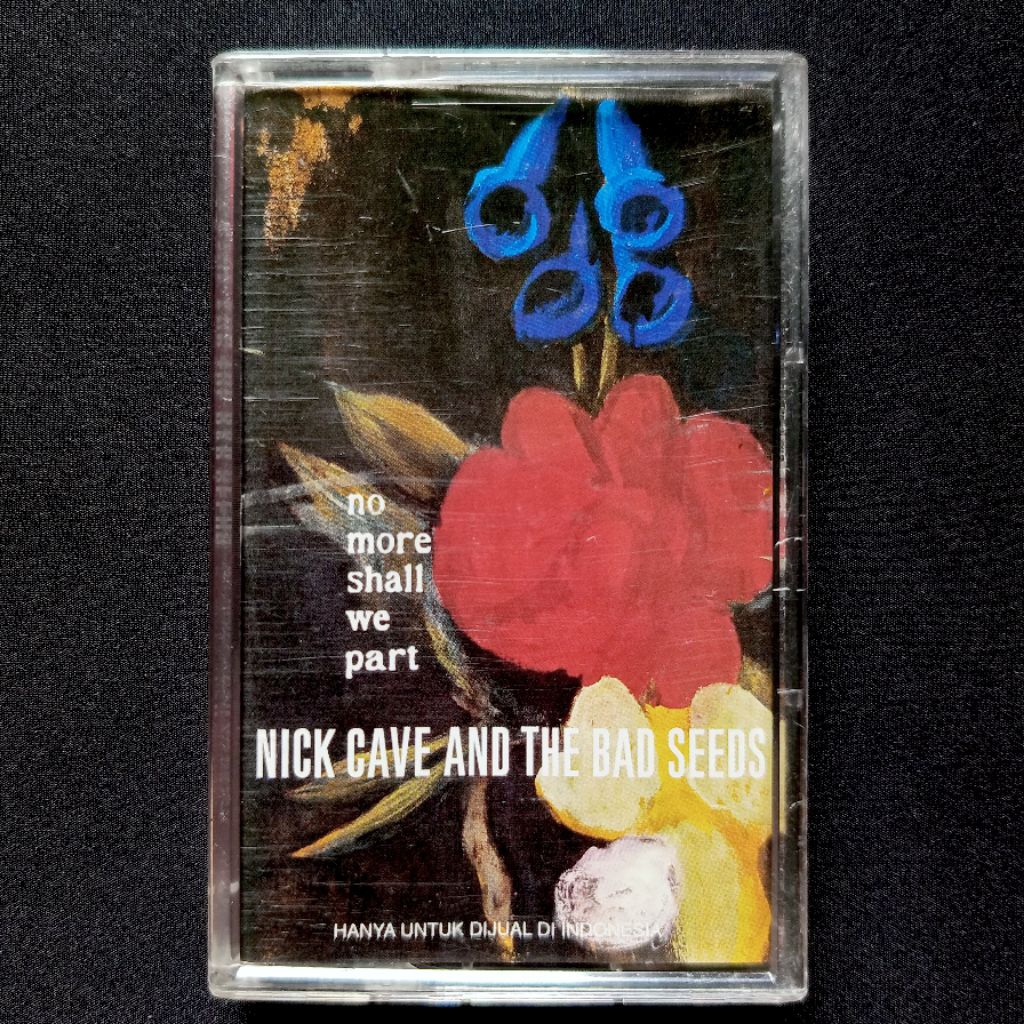 no
more
shall
we
part
NICK CAVE AND THE BAD SEEDS
HANYA UNTUK DIJUAL DI INDONESIA